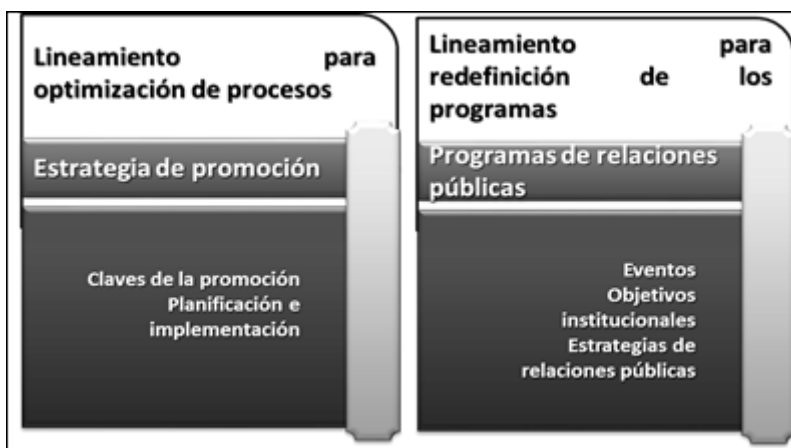 Lineamiento para
optimización de procesos
Estrategia de promoción
Claves de la promoción
Planificación e
implementación
Lineamiento para
redefinición de los
programas
Programas de relaciones
públicas
Eventos
Objetivos
institucionales
Estrategias de
relaciones públicas